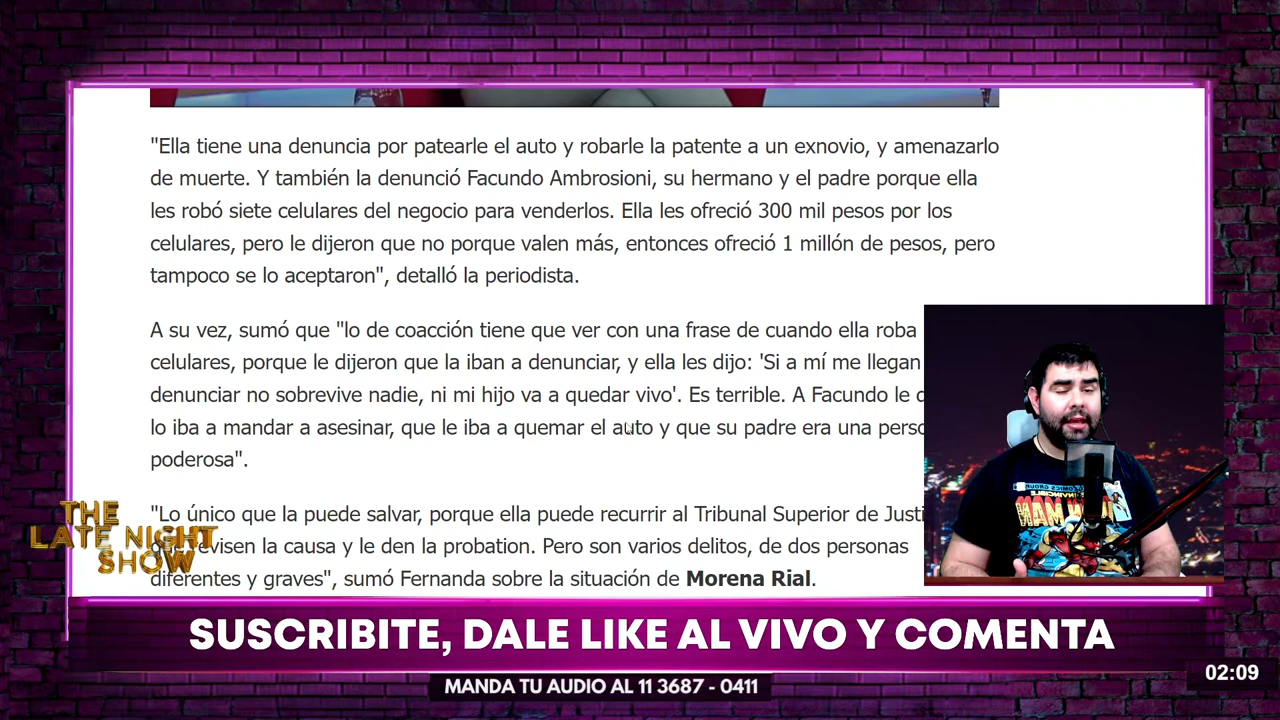 "Ella tiene una denuncia por patearle el auto y robarle la patente a un exnovio, y amenazarlo
de muerte. Y también la denunció Facundo Ambrosioni, su hermano y el padre porque ella
les robó siete celulares del negocio para venderlos. Ella les ofreció 300 mil pesos por los
celulares, pero le dijeron que no porque valen más, entonces ofreció 1 millón de pesos, pero
tampoco se lo aceptaron", detalló la periodista.
A su vez, sumó que "lo de coacción tiene que ver con una frase de cuando ella roba
celulares, porque le dijeron que la iban a denunciar, y ella les dijo: 'Si a mí me llegan
denunciar no sobrevive nadie, ni mi hijo va a quedar vivo'. Es terrible. A Facundo le
lo iba a mandar a asesinar, que le iba a quemar el auto y que su padre era una
poderosa".
"Lo único que la puede salvar, porque ella puede recurrir al Tribunal Superior de
revisen la causa y le den la probation. Pero son varios delitos, de dos personas
diferentes y graves", sumó Fernanda sobre la situación de Morena Rial.
THE
LATE NIGHT
SHOW
SUSCRIBITE, DALE LIKE AL VIVO Y COMENTA
MANDA TU AUDIO AL 11 3687 - 0411
02:09